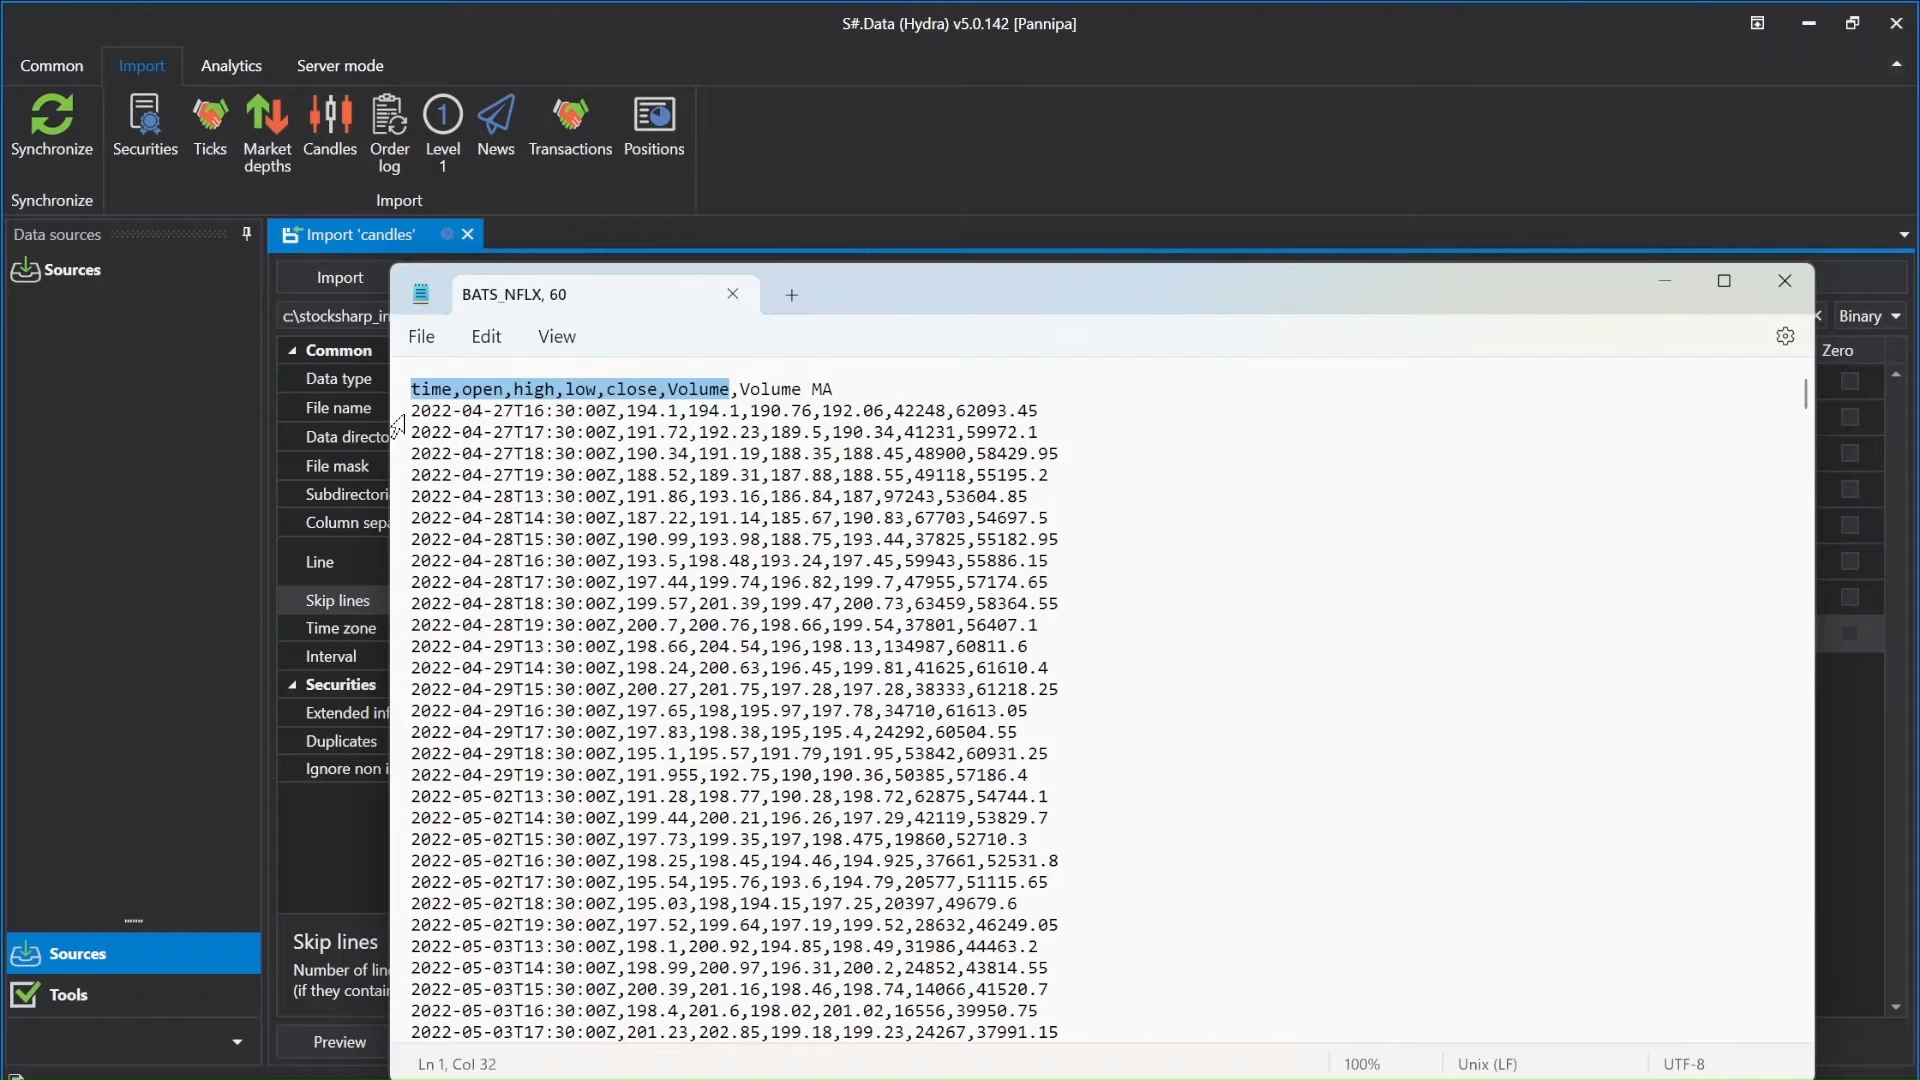 S#.Data (Hydra) v5.0.142 [Pannipa]
Common Import Analytics Server mode
Synchronize Securities Ticks Market depths Candles Order log Level 1 News Transactions Positions
Synchronize Import
Data sources
Import 'candles'
Sources
Import
BATS_NFLX, 60
c:\stocksharp_in
Binary
File Edit View
Common
Zero
Data type
File name
Data directo
File mask
Subdirectori
Column sep
Line
Skip lines
Time zone
Interval
Securities
Extended inf
Duplicates
Ignore non i
time,open,high,low,close,Volume,Volume MA
2022-04-27T16:30:00Z,194.1,194.1,190.76,192.06,42248,62093.45
2022-04-27T17:30:00Z,191.72,192.23,189.5,190.34,41231,59972.1
2022-04-27T18:30:00Z,190.34,191.19,188.35,188.45,48900,58429.95
2022-04-27T19:30:00Z,188.52,189.31,187.88,188.55,49118,55195.2
2022-04-28T13:30:00Z,191.86,193.16,186.84,187,97243,53604.85
2022-04-28T14:30:00Z,187.22,191.14,185.67,190.83,67703,54697.5
2022-04-28T15:30:00Z,190.99,193.98,188.75,193.44,37825,55182.95
2022-04-28T16:30:00Z,193.5,198.48,193.24,197.45,59943,55886.15
2022-04-28T17:30:00Z,197.44,199.74,196.82,199.7,47955,57174.65
2022-04-28T18:30:00Z,199.57,201.39,199.47,200.73,63459,58364.55
2022-04-28T19:30:00Z,200.7,200.76,198.66,199.54,37801,56407.1
2022-04-29T13:30:00Z,198.66,204.54,196,198.13,134987,60811.6
2022-04-29T14:30:00Z,198.24,200.63,196.45,199.81,41625,61610.4
2022-04-29T15:30:00Z,200.27,201.75,197.28,197.28,38333,61218.25
2022-04-29T16:30:00Z,197.65,198,195.97,197.78,34710,61613.05
2022-04-29T17:30:00Z,197.83,198.38,195,195.4,24292,60504.55
2022-04-29T18:30:00Z,195.1,195.57,191.79,191.95,53842,60931.25
2022-04-29T19:30:00Z,191.955,192.75,190,190.36,50385,57186.4
2022-05-02T13:30:00Z,191.28,198.77,190.28,198.72,62875,54744.1
2022-05-02T14:30:00Z,199.44,200.21,196.26,197.29,42119,53829.7
2022-05-02T15:30:00Z,197.73,199.35,197,198.475,19860,52710.3
2022-05-02T16:30:00Z,198.25,198.45,194.46,194.925,37661,52531.8
2022-05-02T17:30:00Z,195.54,195.76,193.6,194.79,20577,51115.65
2022-05-02T18:30:00Z,195.03,198,194.15,197.25,20397,49679.6
2022-05-02T19:30:00Z,197.52,199.64,197.19,199.52,28632,46249.05
2022-05-03T13:30:00Z,198.1,200.92,194.85,198.49,31986,44463.2
2022-05-03T14:30:00Z,198.99,200.97,196.31,200.2,24852,43814.55
2022-05-03T15:30:00Z,200.39,201.16,198.46,198.74,14066,41520.7
2022-05-03T16:30:00Z,198.4,201.6,198.02,201.02,16556,39950.75
2022-05-03T17:30:00Z,201.23,202.85,199.18,199.23,24267,37991.15
Sources
Tools
Skip lines
Number of lin
(if they contai
Preview
Ln 1, Col 32 100% Unix (LF) UTF-8